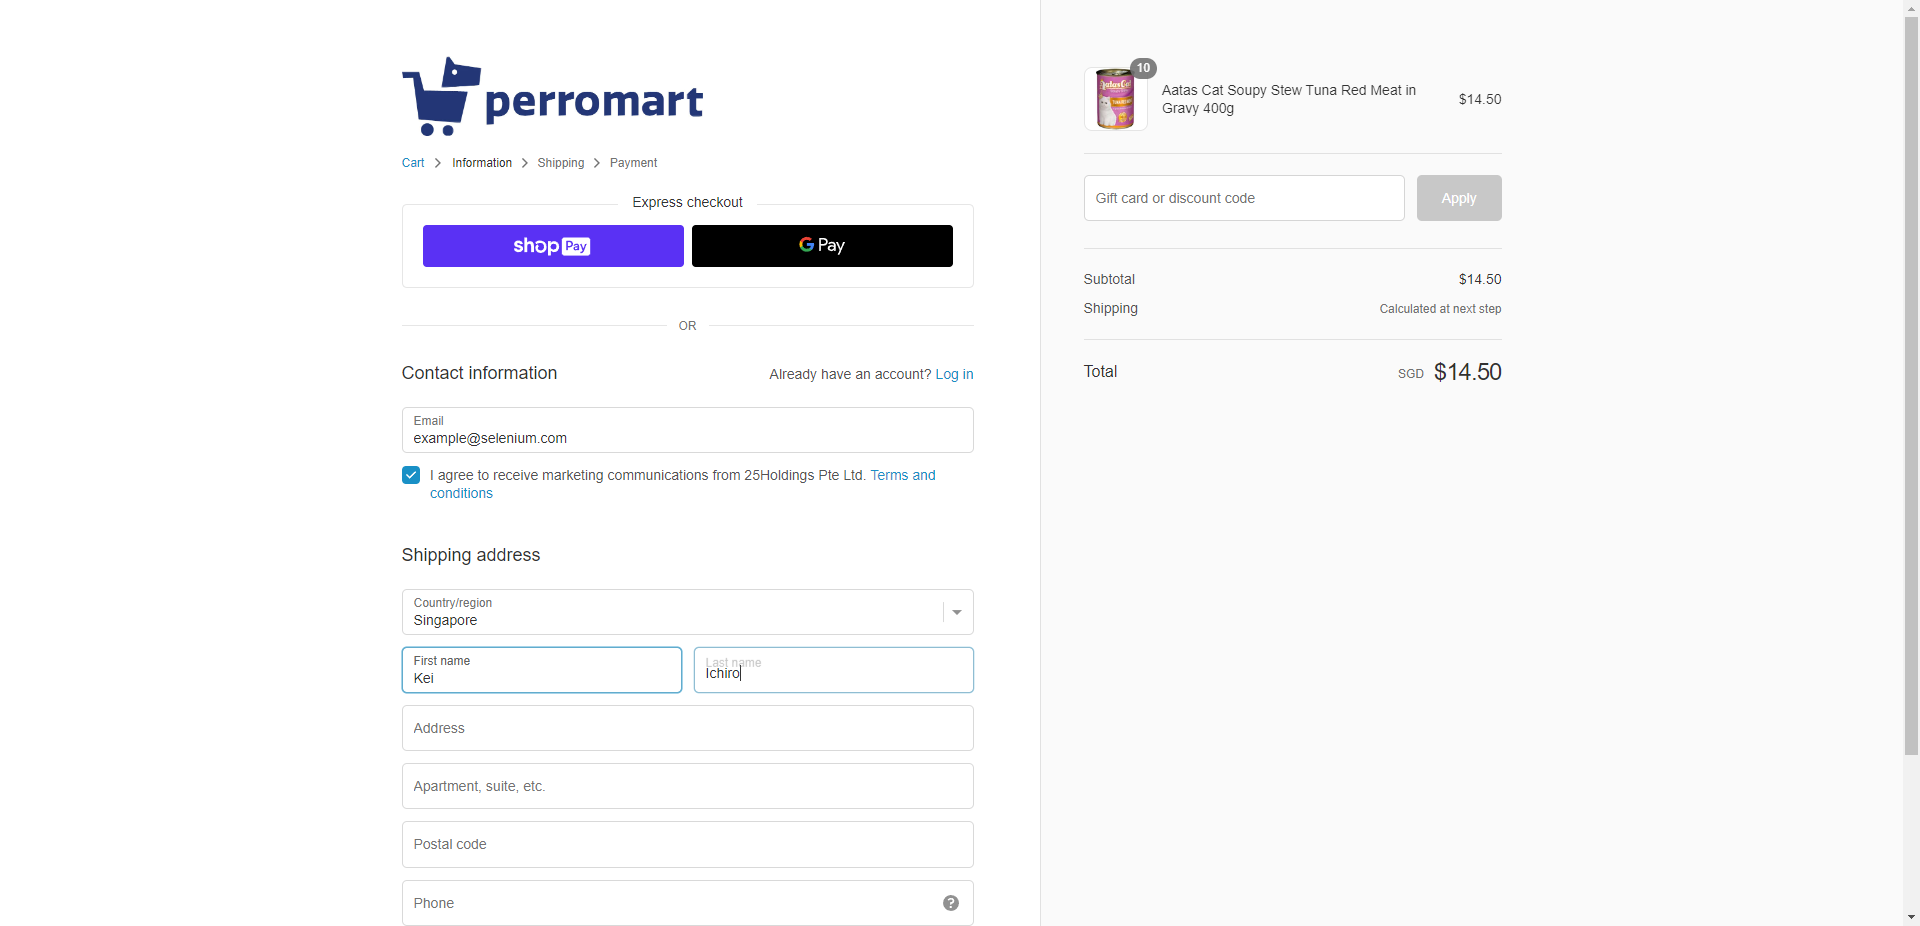 perromart
Cart
Information
Shipping
Payment
Express checkout
shop Pay
G Pay
OR
Contact information
Already have an account? Log in
Email
example@selenium.com
I agree to receive marketing communications from 25Holdings Pte Ltd. Terms and
conditions
Shipping address
Country/region
Singapore
First name
Kei
Last name
Ichiro
Address
Apartment, suite, etc.
Postal code
Phone
?
Aatas Cat
10
Aatas Cat Soupy Stew Tuna Red Meat in
Gravy 400g
$14.50
Gift card or discount code
Apply
Subtotal
$14.50
Shipping
Calculated at next step
Total
SGD $14.50